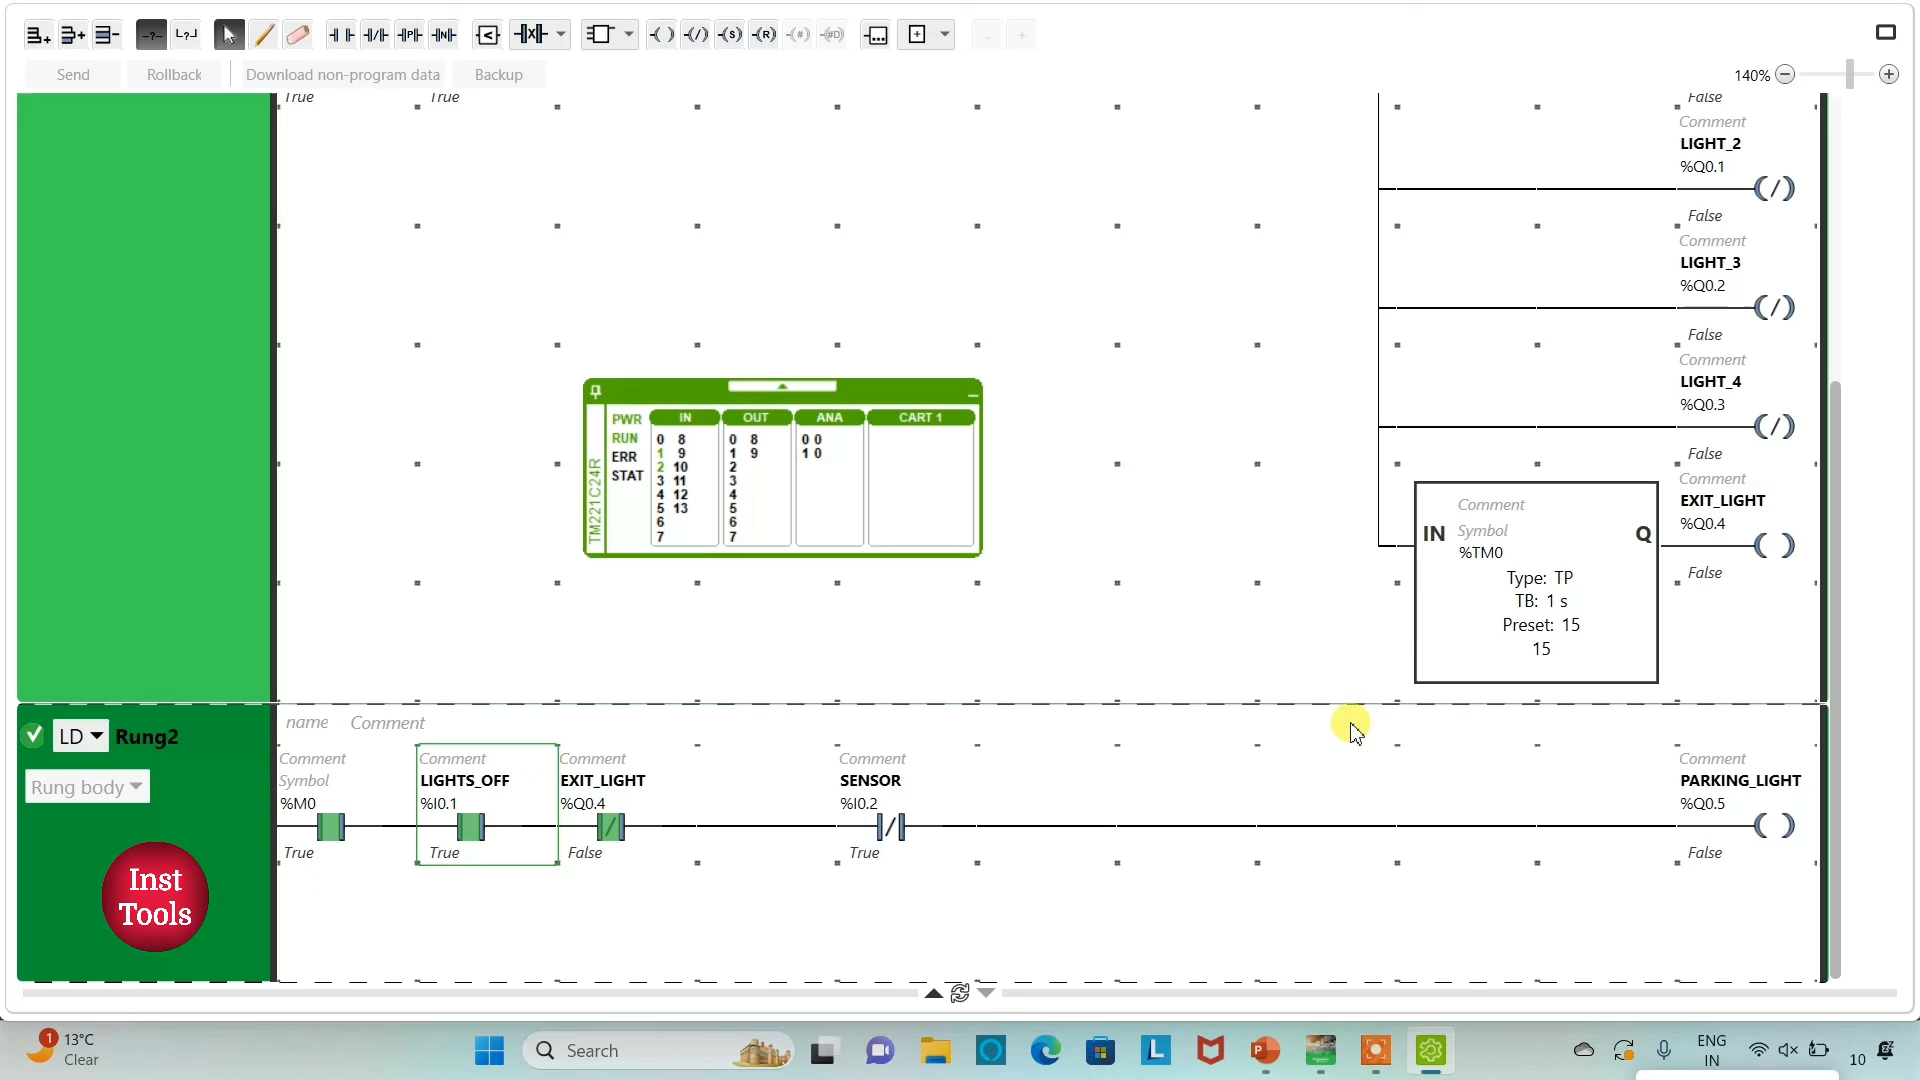 Send Rollback Download non-program data Backup
140%
True True False
Comment
LIGHT_2
%Q0.1
False
Comment
LIGHT_3
%Q0.2
False
Comment
LIGHT_4
%Q0.3
False
Comment
EXIT_LIGHT
%Q0.4
False
TM221C24R
PWR
RUN
ERR
STAT
IN OUT ANA CART 1
0 8 0 8 0 0
1 9 1 9 1 0
2 10 2
3 11 3
4 12 4
5 13 5
6 6
7 7
Comment
IN Symbol Q
%TM0
Type: TP
TB: 1 s
Preset: 15
15
LD Rung2
Rung body
name Comment
Comment Comment Comment Comment Comment
Symbol LIGHTS_OFF EXIT_LIGHT SENSOR PARKING_LIGHT
%M0 %I0.1 %Q0.4 %I0.2 %Q0.5
True True False True False
Inst
Tools
1
13°C
Clear
Search
ENG
IN
10